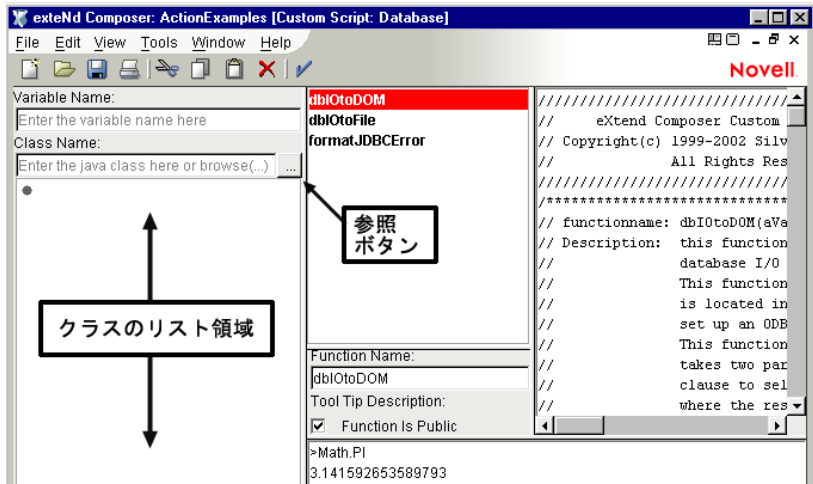 exteNd Composer: ActionExamples [Custom Script: Database]
File Edit View Tools Window Help
Novell.
Variable Name:
Enter the variable name here
Class Name:
Enter the java class here or browse(...)
...
クラスのリスト領域
参照
ボタン
dbIOtoDOM
dbIOtoFile
formatJDBCError
Function Name:
dbIOtoDOM
Tool Tip Description:
Function Is Public
////////////////////////////////
// eXtend Composer Custom
// Copyright(c) 1999-2002 Silv
// All Rights Res
////////////////////////////////
/******************************
// functionname: dbIOtoDOM(aVa
// Description: this function
// database I/O
// This function
// is located in
// set up an ODB
// This function
// takes two par
// clause to sel
// where the res
>Math.PI
3.141592653589793